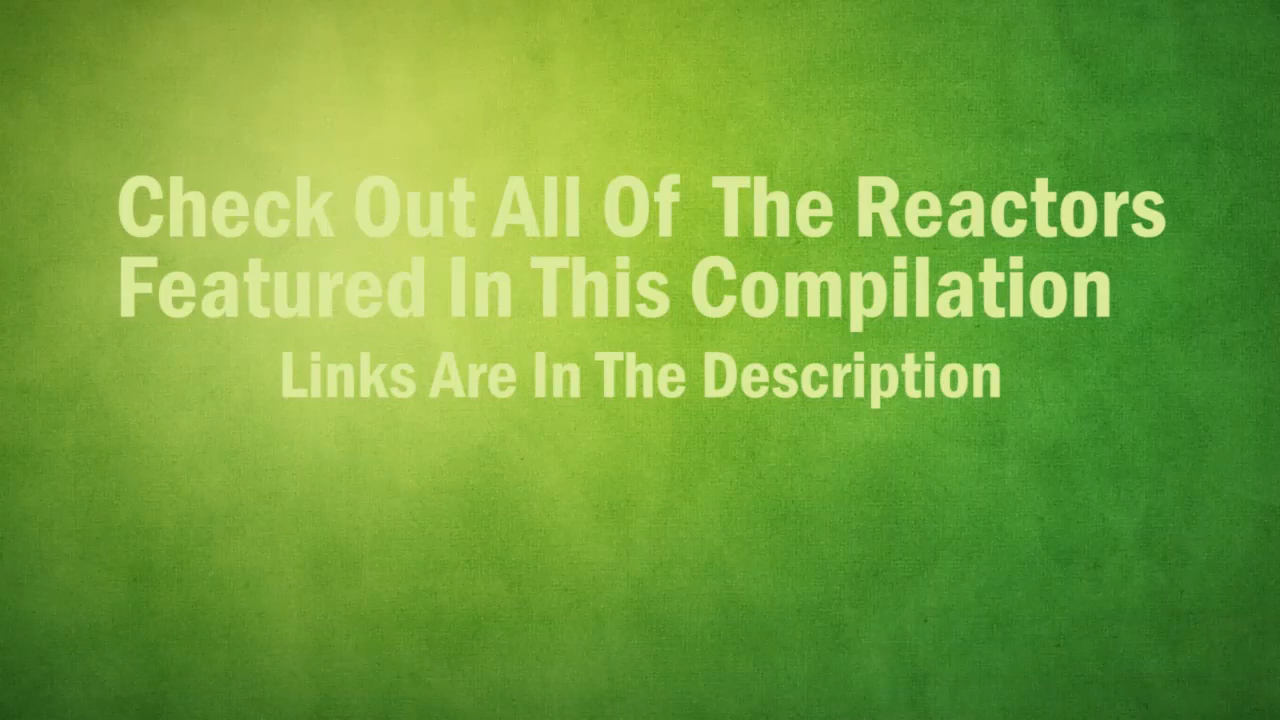 Check Out All Of The Reactors
Featured In This Compilation
Links Are In The Description